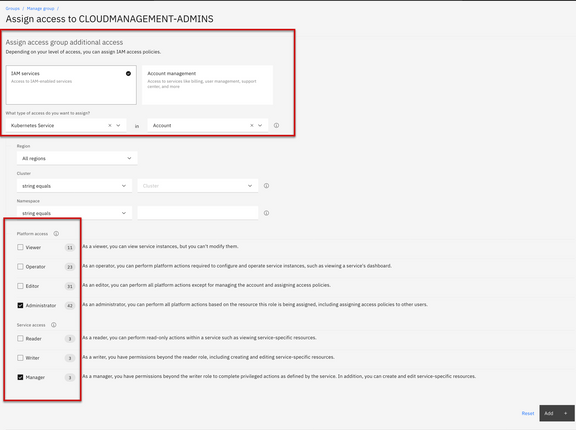 Groups / Manage group /
Assign access to CLOUDMANAGEMENT-ADMINS
Assign access group additional access
Depending on your level of access, you can assign IAM access policies.
IAM services
Access to IAM enabled services
Account management
Access to services like billing, user management, support
center, and more
What type of access do you want to assign?
Kubernetes Service
in
Account
Region
All regions
Cluster
string equals
Cluster
Namespace
string equals
Platform access
Viewer 11 As a viewer, you can view service instances, but you can't modify them.
Operator 21 As an operator, you can perform platform actions required to configure and operate service instances, such as viewing a service's dashboard.
Editor 31 As an editor, you can perform all platform actions except for managing the account and assigning access policies.
Administrator 42 As an administrator, you can perform all platform actions based on the resource this role is being assigned, including assigning access policies to other users.
Service access
Reader As a reader, you can perform read-only actions within a service such as viewing service-specific resources.
Writer As a writer, you have permissions beyond the reader role, including creating and editing service-specific resources.
Manager As a manager, you have permissions beyond the writer role to complete privileged actions as defined by the service. In addition, you can create and edit service-specific resources.
Reset
Add +